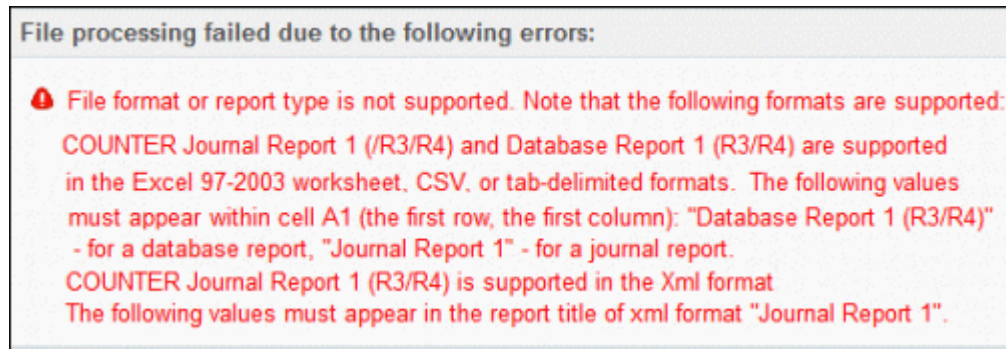 File processing failed due to the following errors:
File format or report type is not supported. Note that the following formats are supported:
COUNTER Journal Report 1 (/R3/R4) and Database Report 1 (R3/R4) are supported
in the Excel 97-2003 worksheet, CSV, or tab-delimited formats. The following values
must appear within cell A1 (the first row, the first column): "Database Report 1 (R3/R4)"
- for a database report, "Journal Report 1" - for a journal report.
COUNTER Journal Report 1 (R3/R4) is supported in the Xml format
The following values must appear in the report title of xml format "Journal Report 1".